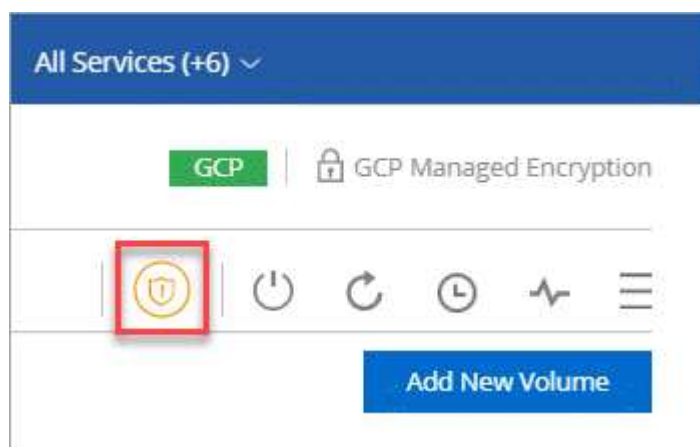 All Services (+6)
GCP
GCP Managed Encryption
Add New Volume